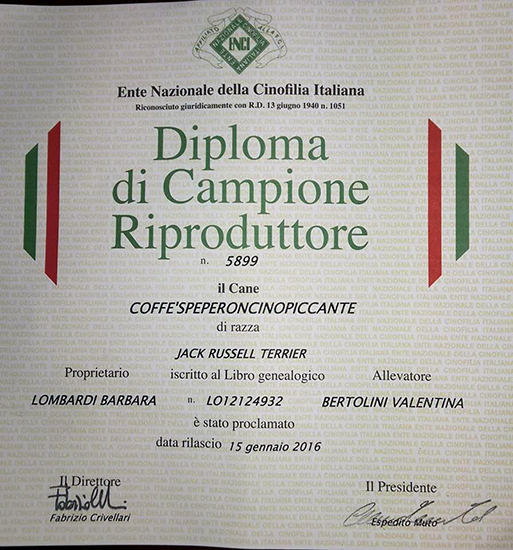 AFFILIATO ALLA F.C.I.
ENCI
Ente Nazionale della Cinofilia Italiana
Riconosciuto giuridicamente con R.D. 13 giugno 1940 n. 1051
Diploma
di Campione
Riproduttore
n. 5899
il Cane
COFFE'SPEPERONCINOPICCANTE
di razza
JACK RUSSELL TERRIER
Proprietario iscritto al Libro genealogico Allevatore
LOMBARDI BARBARA n. LO12124932 BERTOLINI VALENTINA
è stato proclamato
data rilascio 15 gennaio 2016
Il Direttore Il Presidente
Fabrizio Crivellari Espedito Muto